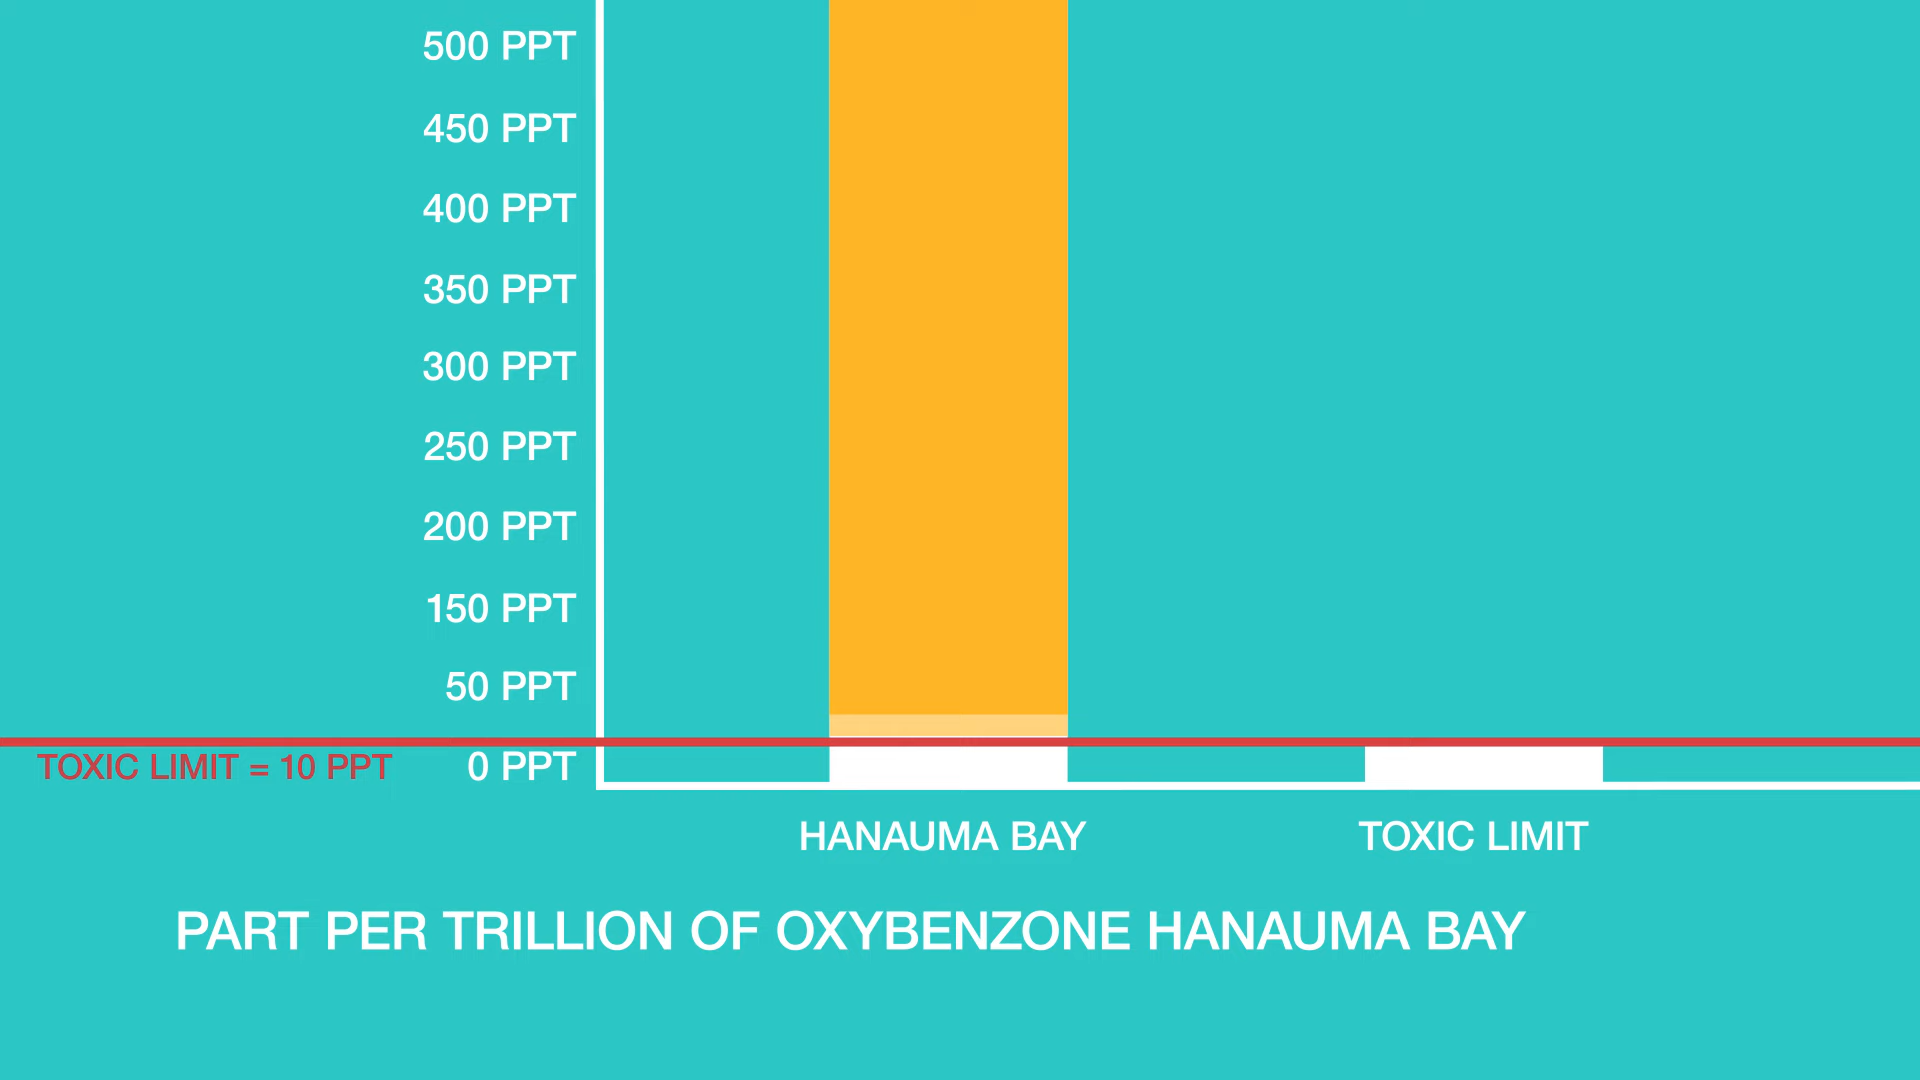 500 PPT
450 PPT
400 PPT
350 PPT
300 PPT
250 PPT
200 PPT
150 PPT
50 PPT
TOXIC LIMIT = 10 PPT
0 PPT
HANAUMA BAY
TOXIC LIMIT
PART PER TRILLION OF OXYBENZONE HANAUMA BAY